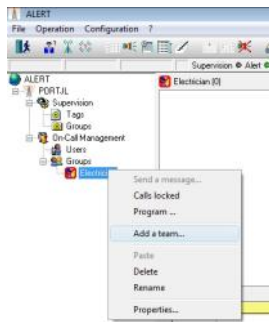 ALERT
File Operation Configuration ?
Supervision Alert
ALERT
PORTJL
Supervision
Tags
Groups
On-Call Management
Users
Groups
Electrician (0)
Send a message...
Calls locked
Program ...
Add a team...
Paste
Delete
Rename
Properties...